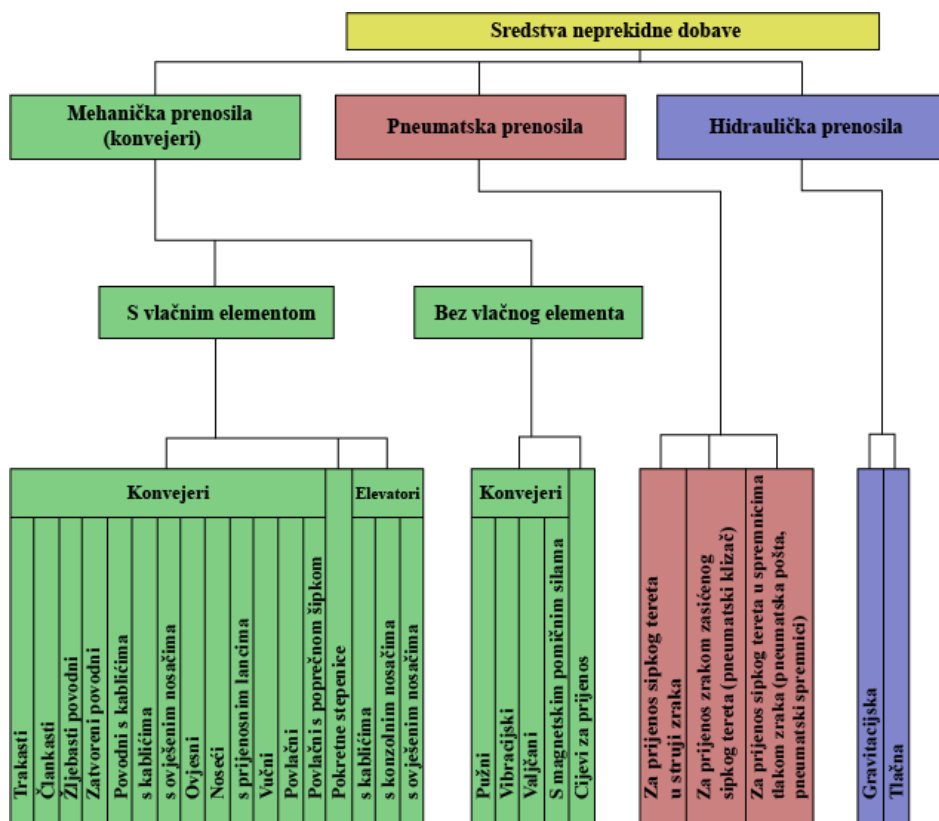 Sredstva neprekidne dobave
Mehanička prenosila
(konvejeri)
Pneumatska prenosila
Hidraulička prenosila
S vlačnim elementom
Bez vlačnog elementa
Konvejeri
Elevatori
Trakasti
Člankasti
Žljebasti povodni
Zatvoreni povodni
Povodni s kablićima
s kablićima
s ovješenim nosačima
Ovjesni
Noseći
s prijenosnim lancima
Vučni
Povlačni
Povlačni s poprečnom šipkom
Pokretne stepenice
s kablićima
s konzolnim nosačima
s ovješenim nosačima
Konvejeri
Pužni
Vibracijski
Valjčani
S magnetskim pomičnim silama
Cijevi za prijenos
Za prijenos sipkog tereta
u struji zraka
Za prijenos zrakom zasićenog
sipkog tereta (pneumatski klizač)
Za prijenos sipkog tereta u spremnicima
tlakom zraka (pneumatska pošta,
pneumatski spremnici)
Gravitacijska
Tlačna